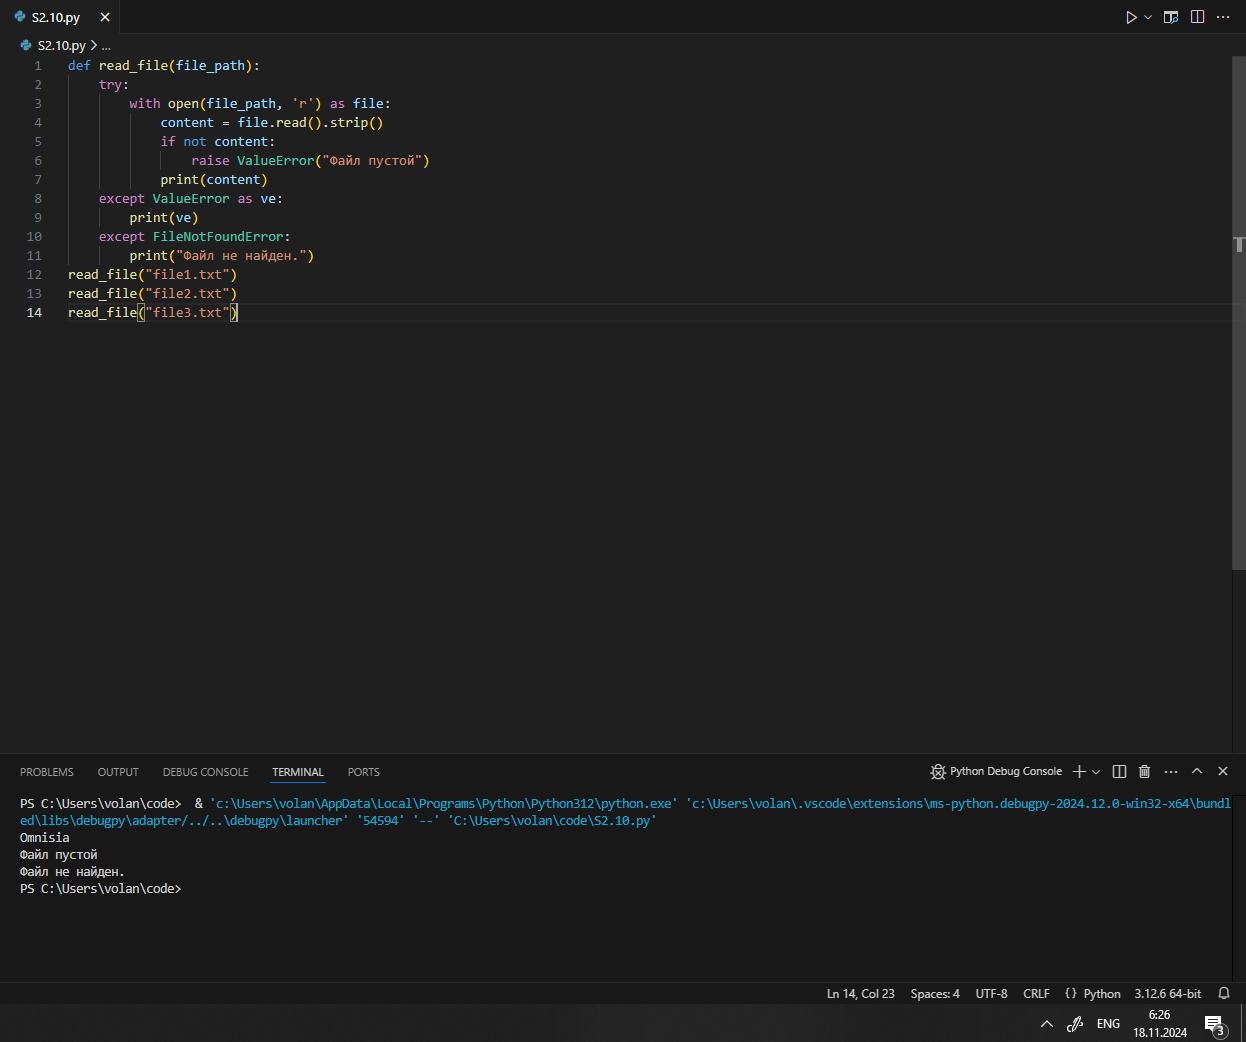 S2.10.py
S2.10.py > ...
1 def read_file(file_path):
2     try:
3         with open(file_path, 'r') as file:
4             content = file.read().strip()
5             if not content:
6                 raise ValueError("Файл пустой")
7             print(content)
8     except ValueError as ve:
9         print(ve)
10     except FileNotFoundError:
11         print("Файл не найден.")
12 read_file("file1.txt")
13 read_file("file2.txt")
14 read_file("file3.txt")
PROBLEMS OUTPUT DEBUG CONSOLE TERMINAL PORTS Python Debug Console
PS C:\Users\volan\code>  & 'c:\Users\volan\AppData\Local\Programs\Python\Python312\python.exe' 'c:\Users\volan\.vscode\extensions\ms-python.debugpy-2024.12.0-win32-x64\bundl
ed\libs\debugpy\adapter/../..\debugpy\launcher' '54594' '--' 'C:\Users\volan\code\S2.10.py'
Omnisia
Файл пустой
Файл не найден.
PS C:\Users\volan\code>
Ln 14, Col 23 Spaces: 4 UTF-8 CRLF {} Python 3.12.6 64-bit
ENG 6:26
18.11.2024 3